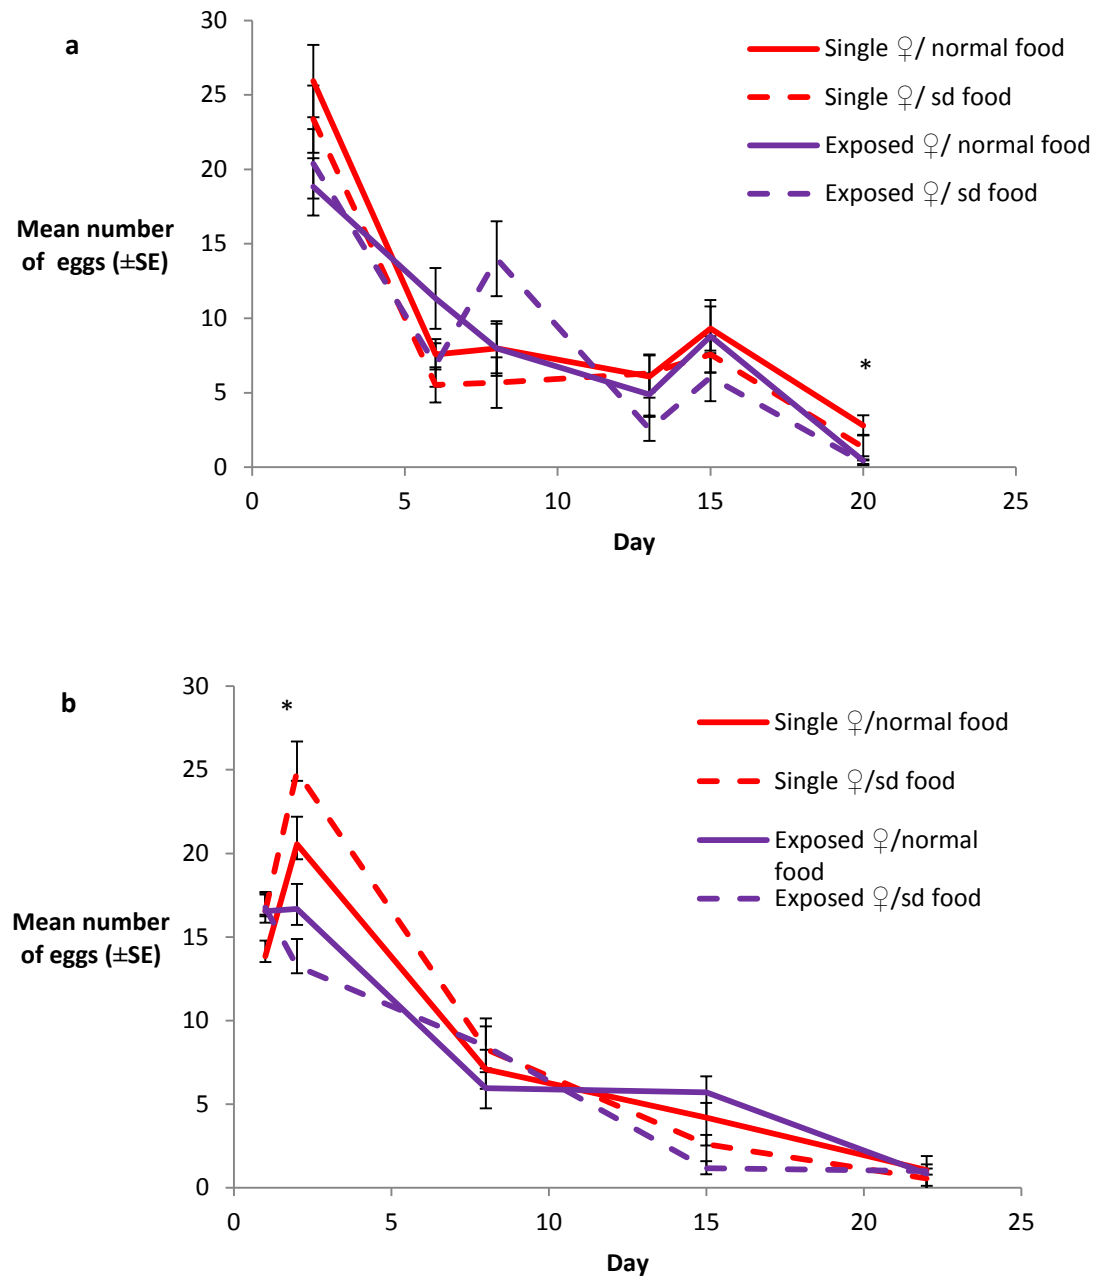 a
30
25
20
15
10
5
0
Mean number
of eggs (±SE)
0 5 10 15 20 25
Day
*
Single ♀/ normal food
Single ♀/ sd food
Exposed ♀/ normal food
Exposed ♀/ sd food
b
30
25
20
15
10
5
0
Mean number
of eggs (±SE)
0 5 10 15 20 25
Day
*
Single ♀/normal food
Single ♀/sd food
Exposed ♀/normal
food
Exposed ♀/sd food